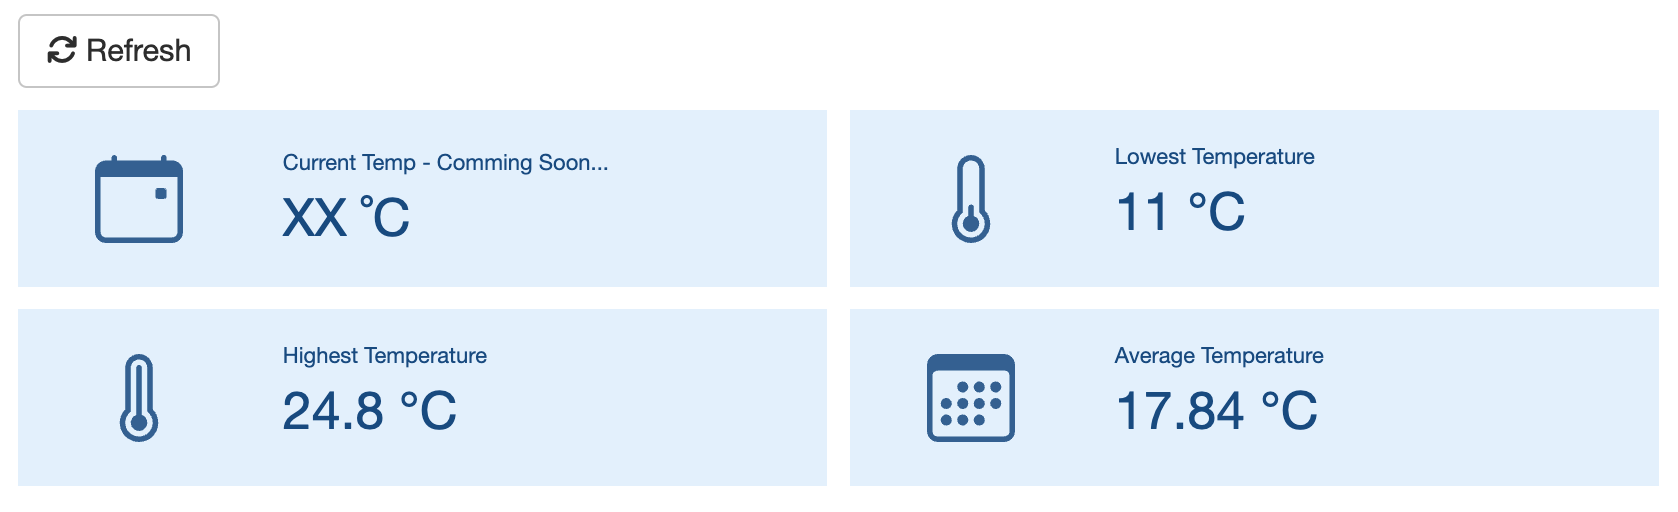 Refresh
Current Temp - Comming Soon...
XX °C
Lowest Temperature
11 °C
Highest Temperature
24.8 °C
Average Temperature
17.84 °C